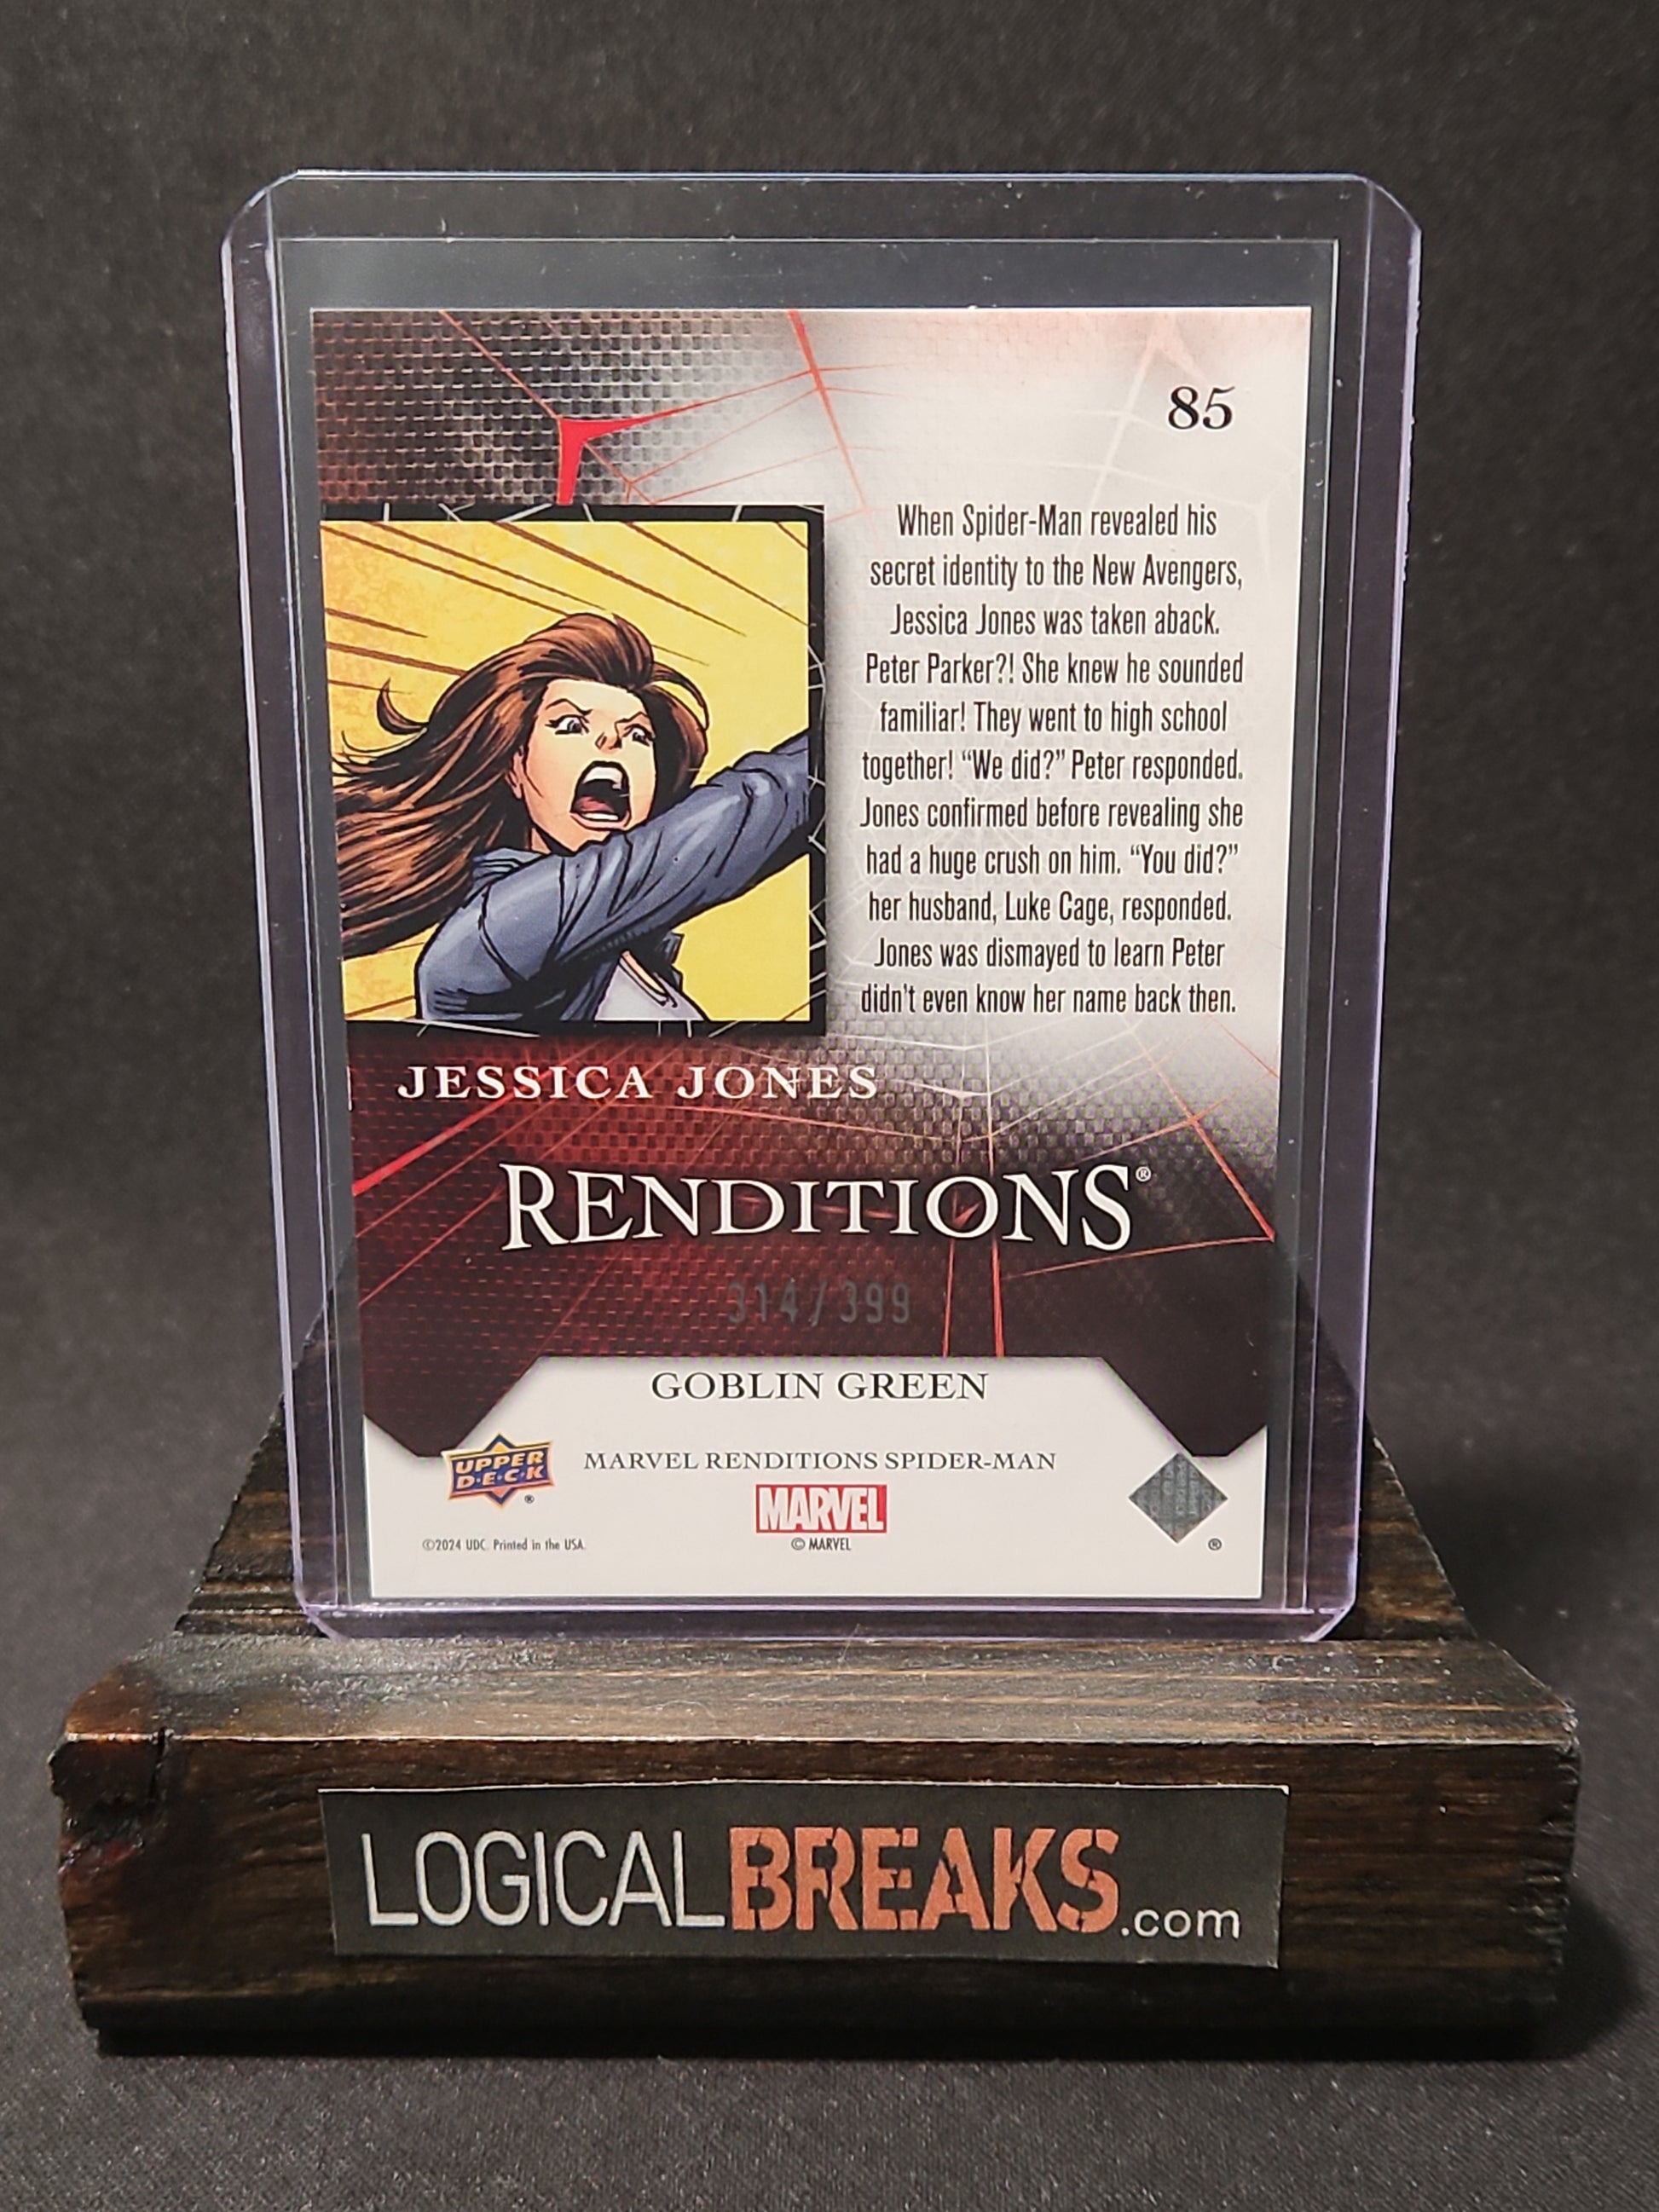 85
When Spider-Man revealed his
secret identity to the New Avengers,
Jessica Jones was taken aback.
Peter Parker?! She knew he sounded
familiar! They went to high school
together! “We did?” Peter responded.
Jones confirmed before revealing she
had a huge crush on him. “You did?”
her husband, Luke Cage, responded.
Jones was dismayed to learn Peter
didn't even know her name back then.
JESSICA JONES
RENDITIONS®
314/399
GOBLIN GREEN
UPPER
D·E·C·K
®
MARVEL RENDITIONS SPIDER-MAN
MARVEL
©2024 UDC. Printed in the USA.
© MARVEL
®
LOGICALBREAKS.com